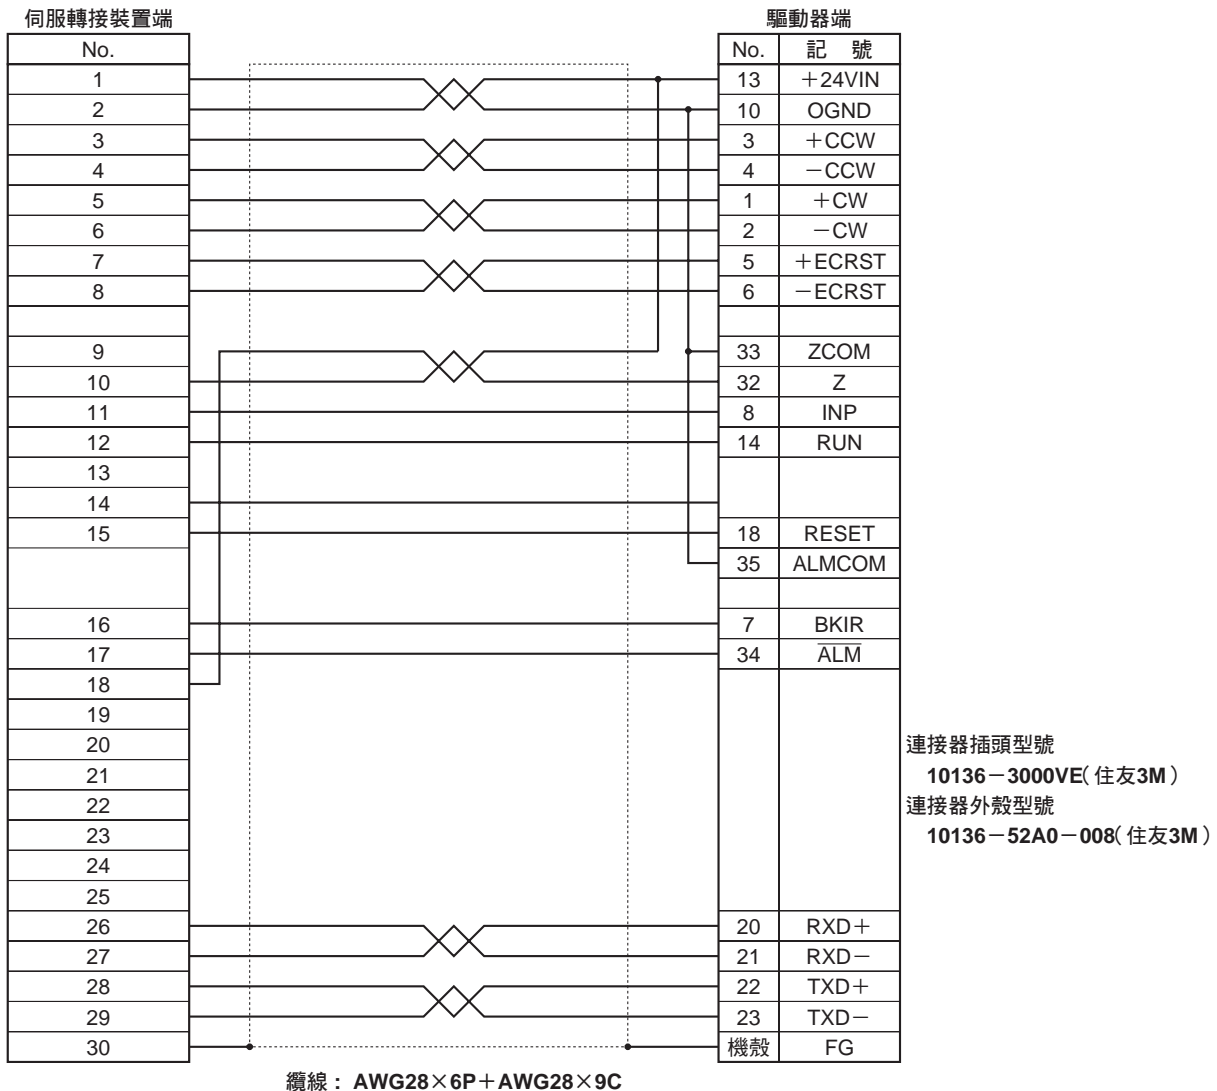 伺服轉接裝置端 驅動器端
No. No. 記 號
1 13 +24VIN
2 10 OGND
3 3 +CCW
4 4 −CCW
5 1 +CW
6 2 −CW
7 5 +ECRST
8 6 −ECRST
9 33 ZCOM
10 32 Z
11 8 INP
12 14 RUN
13
14
15 18 RESET
35 ALMCOM
16 7 BKIR
17 34 A̅L̅M̅
18
19
20 連接器插頭型號
21 10136−3000VE(住友3M)
22 連接器外殼型號
23 10136−52A0−008(住友3M)
24
25
26 20 RXD+
27 21 RXD−
28 22 TXD+
29 23 TXD−
30 機殼 FG
纜線:AWG28×6P+AWG28×9C